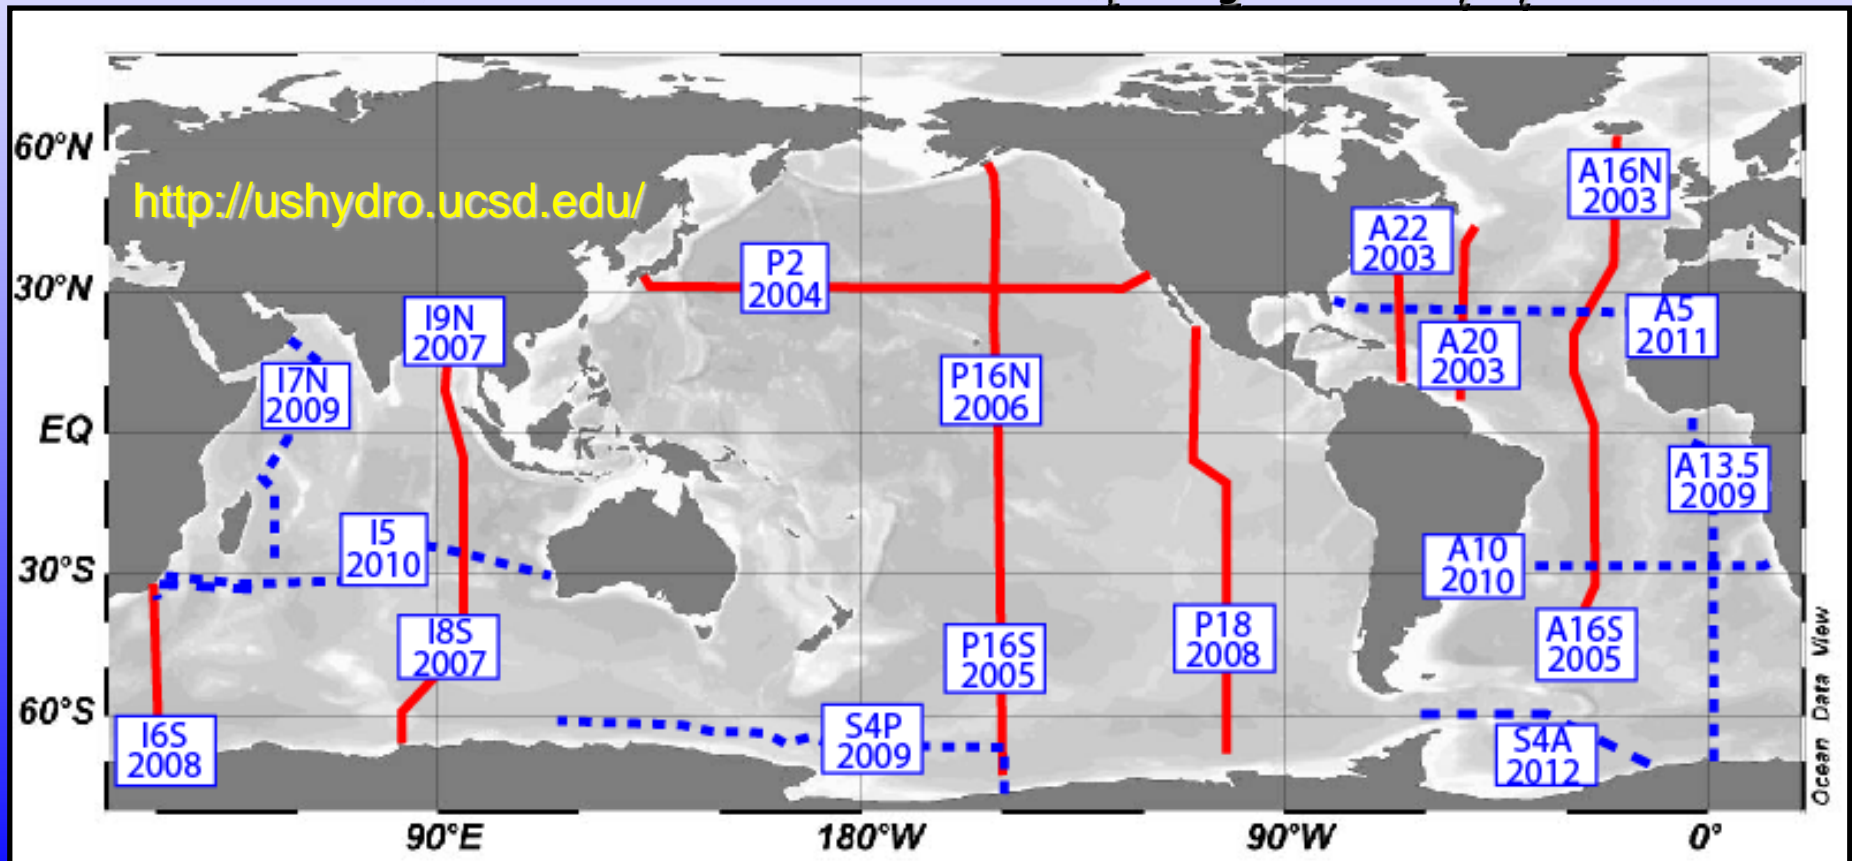 60°N
30°N
EQ
30°S
60°S
http://ushydro.ucsd.edu/
A16N
2003
A22
2003
P2
2004
I9N
2007
A5
2011
A20
2003
I7N
2009
P16N
2006
A13.5
2009
I5
2010
A10
2010
I8S
2007
P16S
2005
P18
2008
A16S
2005
I6S
2008
S4P
2009
S4A
2012
90°E
180°W
90°W
0°
Ocean Data View